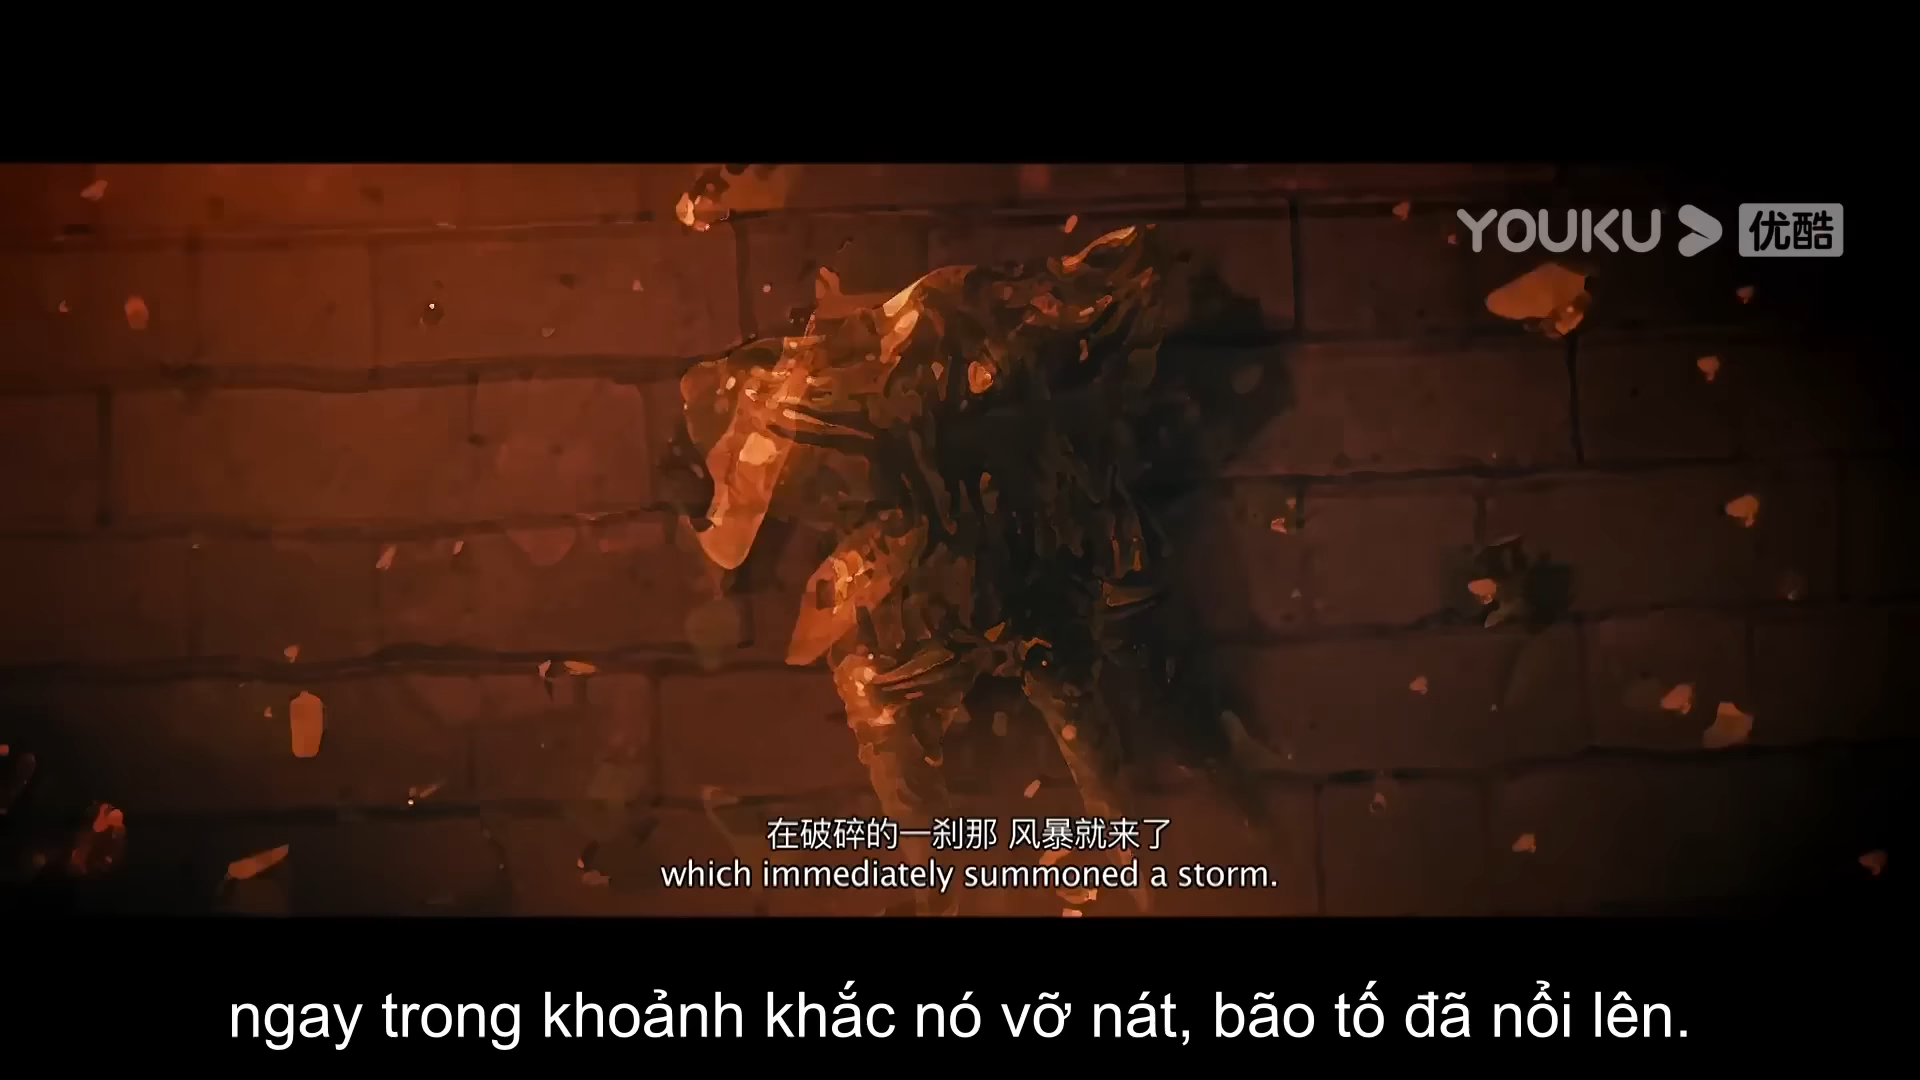 YOUKU 优酷
在破碎的一刹那 风暴就来了
which immediately summoned a storm.
ngay trong khoảnh khắc nó vỡ nát, bão tố đã nổi lên.